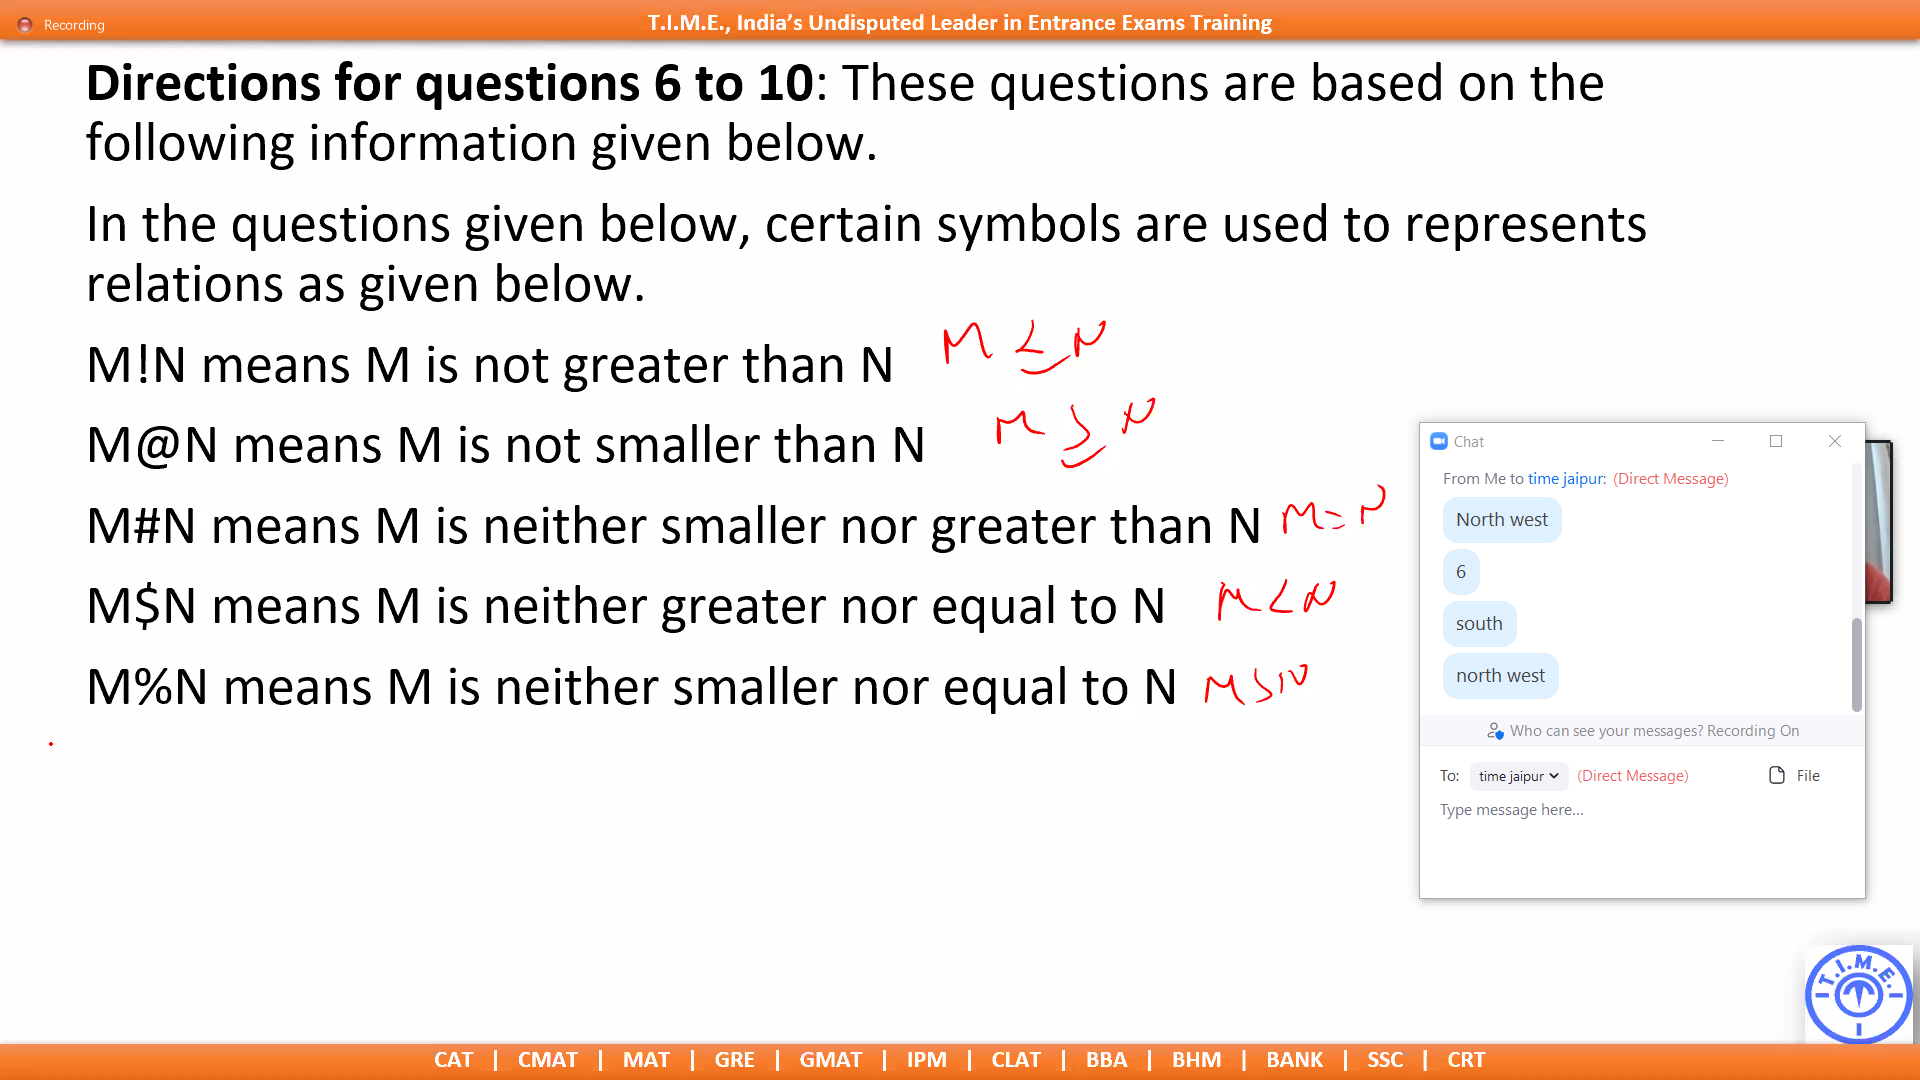 Recording
T.I.M.E., India’s Undisputed Leader in Entrance Exams Training
Directions for questions 6 to 10: These questions are based on the
following information given below.
In the questions given below, certain symbols are used to represents
relations as given below.
M!N means M is not greater than N M ≤ N
M@N means M is not smaller than N M ≥ N
M#N means M is neither smaller nor greater than N M = N
M$N means M is neither greater nor equal to N M < N
M%N means M is neither smaller nor equal to N M > N
Chat
From Me to time jaipur: (Direct Message)
North west
6
south
north west
Who can see your messages? Recording On
To: time jaipur (Direct Message) File
Type message here...
T.I.M.E.
CAT | CMAT | MAT | GRE | GMAT | IPM | CLAT | BBA | BHM | BANK | SSC | CRT